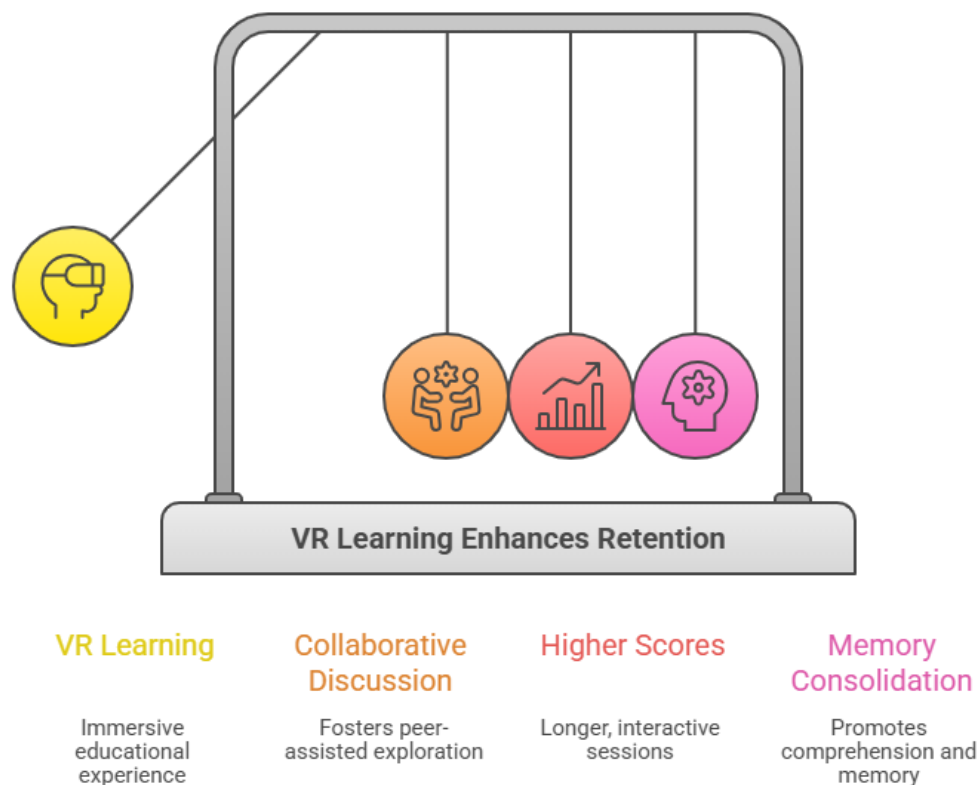 VR Learning Enhances Retention
VR Learning
Immersive
educational
experience
Collaborative
Discussion
Fosters peer-
assisted exploration
Higher Scores
Longer, interactive
sessions
Memory
Consolidation
Promotes
comprehension and
memory